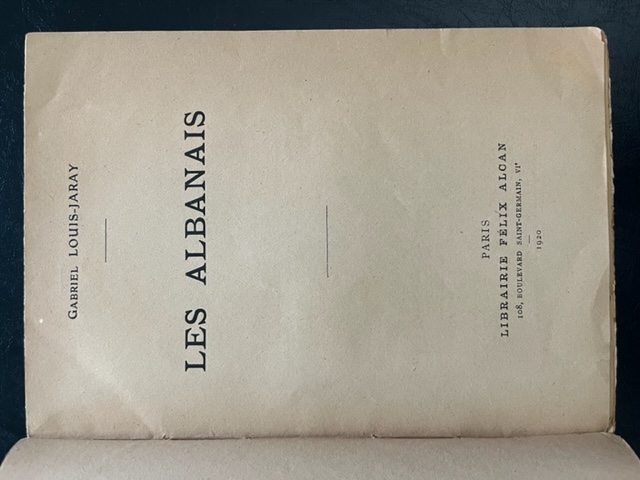 GABRIEL LOUIS-JARAY
LES ALBANAIS
PARIS
LIBRAIRIE FÉLIX ALCAN
108, BOULEVARD SAINT-GERMAIN, VIᵉ
1920